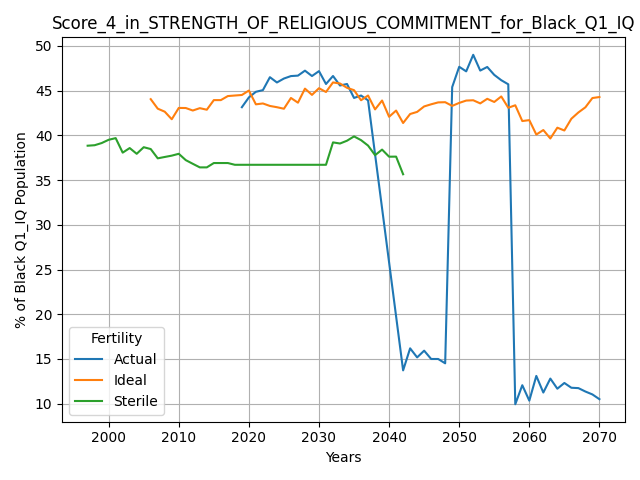 Score_4_in_STRENGTH_OF_RELIGIOUS_COMMITMENT_for_Black_Q1_IQ
% of Black Q1_IQ Population
50
45
40
35
30
25
20
15
10
Fertility
Actual
Ideal
Sterile
2000 2010 2020 2030 2040 2050 2060 2070
Years